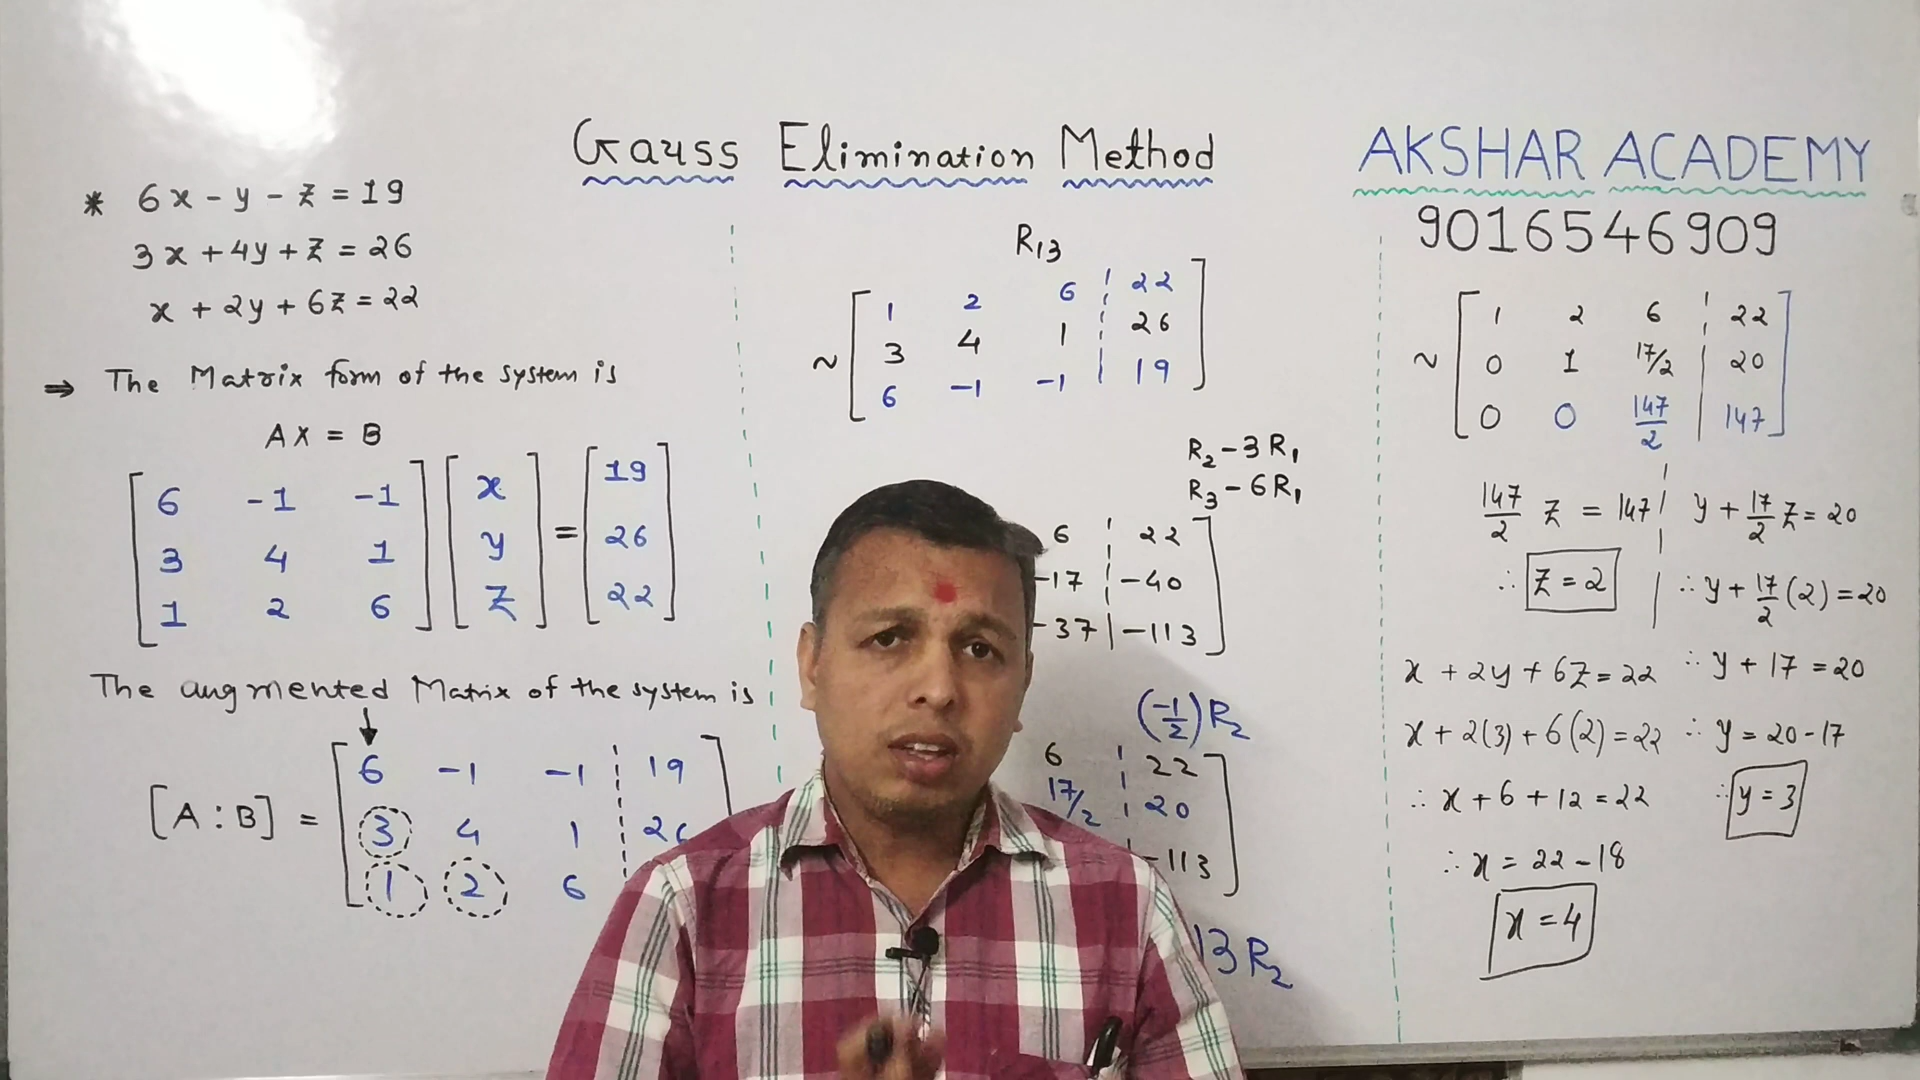 Gauss Elimination Method
AKSHAR ACADEMY
9016546909
* 6x - y - z = 19
3x + 4y + z = 26
x + 2y + 6z = 22
⇒ The Matrix form of the system is
AX = B
[ 6 -1 -1 ] [ x ] = [ 19 ]
[ 3 4 1 ] [ y ] [ 26 ]
[ 1 2 6 ] [ z ] [ 22 ]
The augmented Matrix of the system is
↓
[A : B] = [ 6 -1 -1 ¦ 19
3 4 1 ¦
1 2 6 ¦
R13
~ [ 1 2 6 ¦ 22 ]
[ 3 4 1 ¦ 26 ]
[ 6 -1 -1 ¦ 19 ]
R2 - 3R1
R3 - 6R1
6 ¦ 22 ]
-17 ¦ -40 ]
-37 | -113 ]
(-1/2) R2
6 ¦ 22 ]
17/2 ¦ 20 ]
-113 ]
13 R2
~ [ 1 2 6 ¦ 22 ]
[ 0 1 17/2 | 20 ]
[ 0 0 147/2 | 147 ]
147/2 z = 147
∴ z = 2
y + 17/2 z = 20
∴ y + 17/2 (2) = 20
∴ y + 17 = 20
∴ y = 20 - 17
∴ y = 3
x + 2y + 6z = 22
x + 2(3) + 6(2) = 22
∴ x + 6 + 12 = 22
∴ x = 22 - 18
x = 4